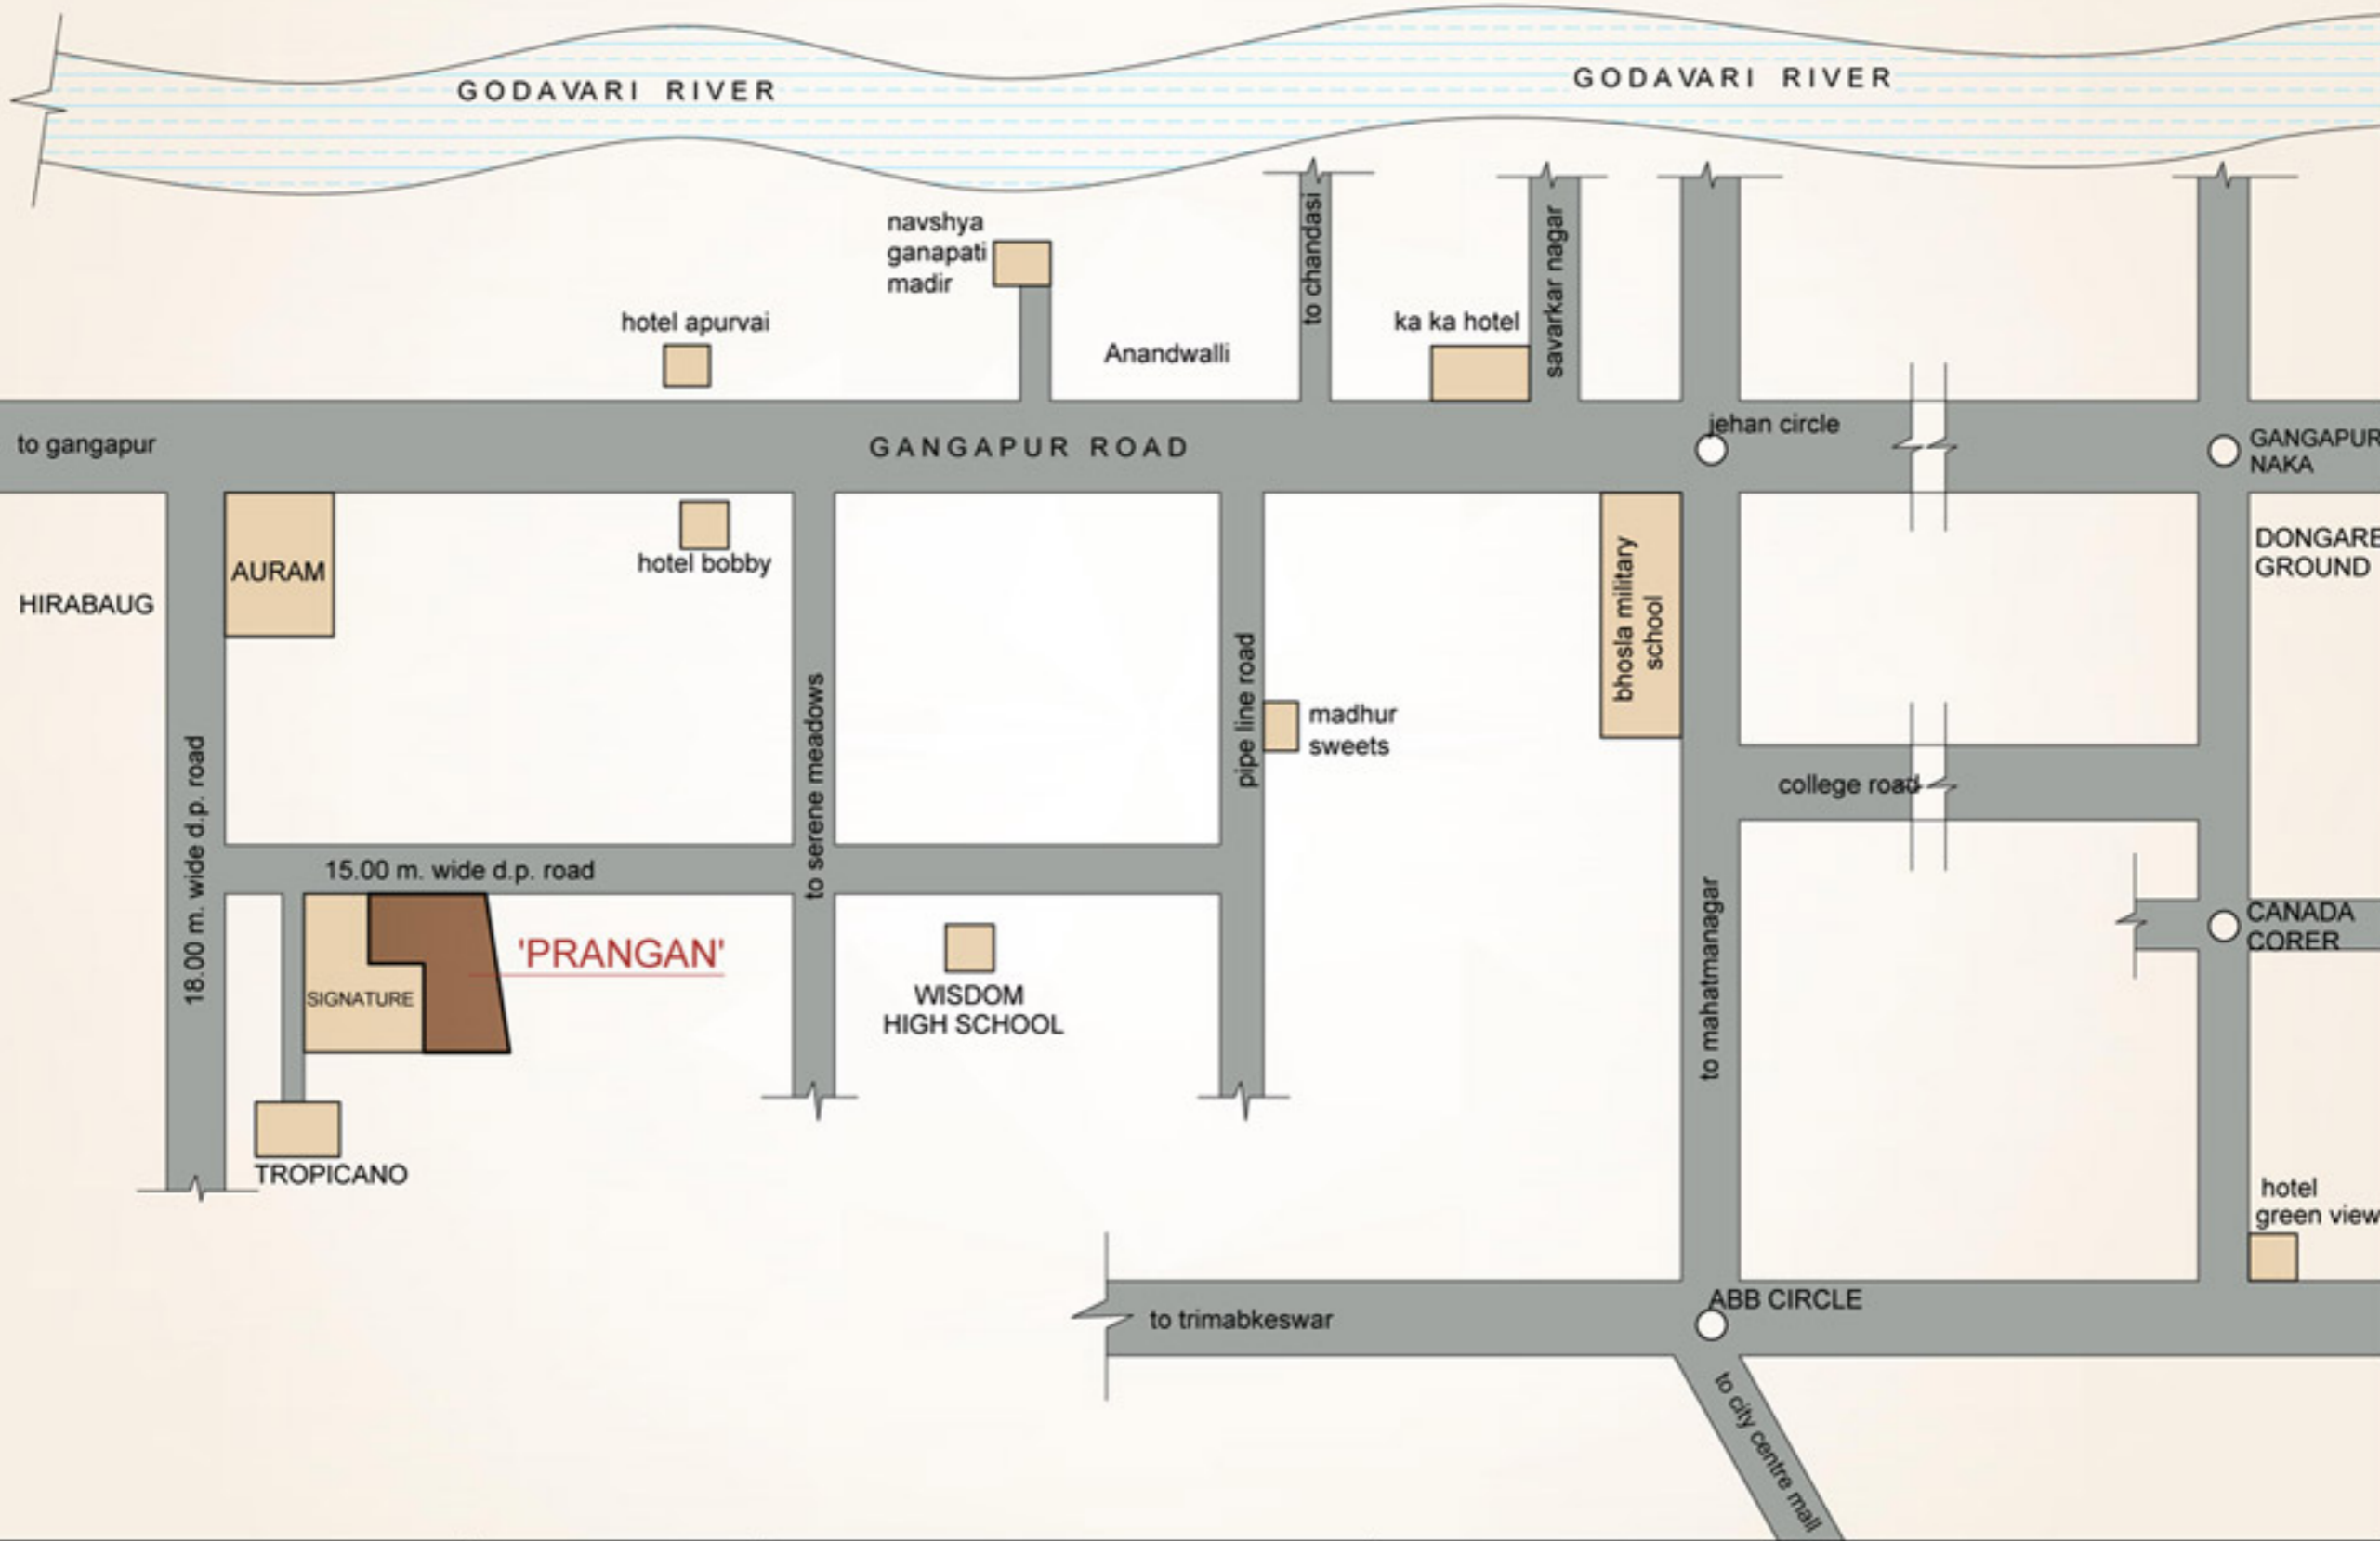 GODAVARI RIVER
GODAVARI RIVER
navshya
ganapati
madir
to chandasi
savarkar nagar
hotel apurvai
ka ka hotel
Anandwalli
to gangapur
GANGAPUR ROAD
jehan circle
GANGAPUR
NAKA
AURAM
HIRABAUG
hotel bobby
bhosla military
school
DONGARE
GROUND
pipe line road
madhur
sweets
to serene meadows
college road
18.00 m. wide d.p. road
15.00 m. wide d.p. road
'PRANGAN'
SIGNATURE
WISDOM
HIGH SCHOOL
to mahatmanagar
CANADA
CORER
TROPICANO
hotel
green view
ABB CIRCLE
to trimabkeswar
to city centre mall